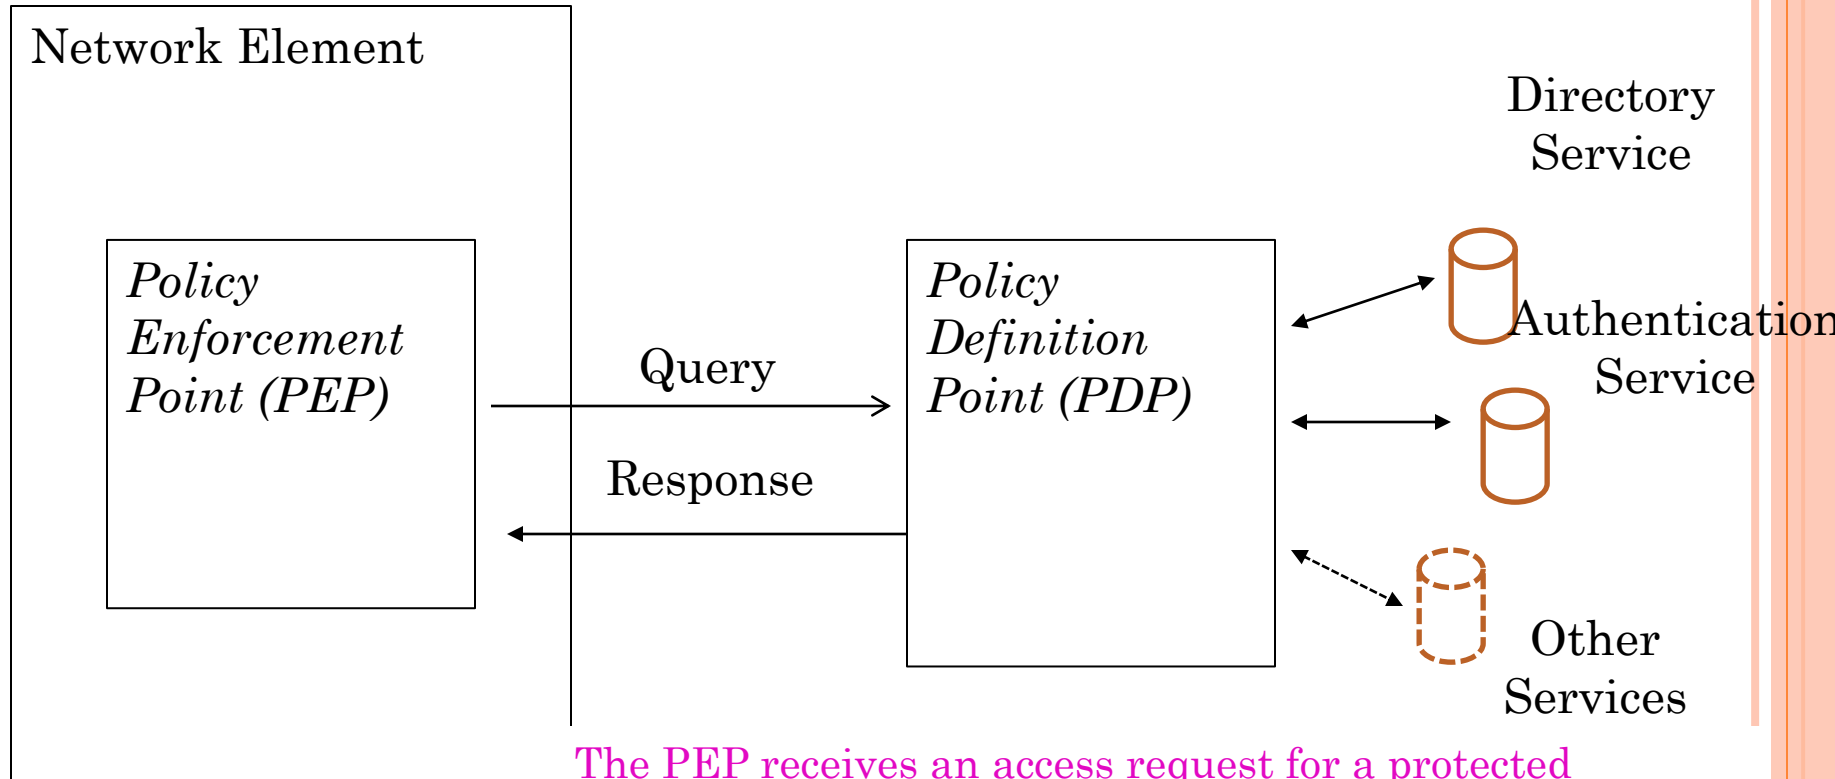 Network Element
Directory
Service
Policy
Enforcement
Point (PEP)
Query
Response
Policy
Definition
Point (PDP)
Authentication
Service
Other
Services
The PEP receives an access request for a protected